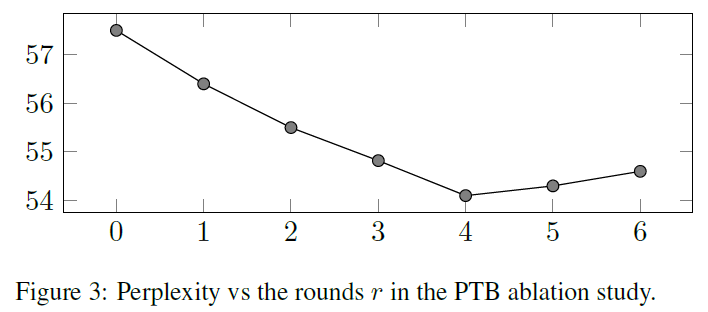 57
56
55
54
0 1 2 3 4 5 6
Figure 3: Perplexity vs the rounds r in the PTB ablation study.